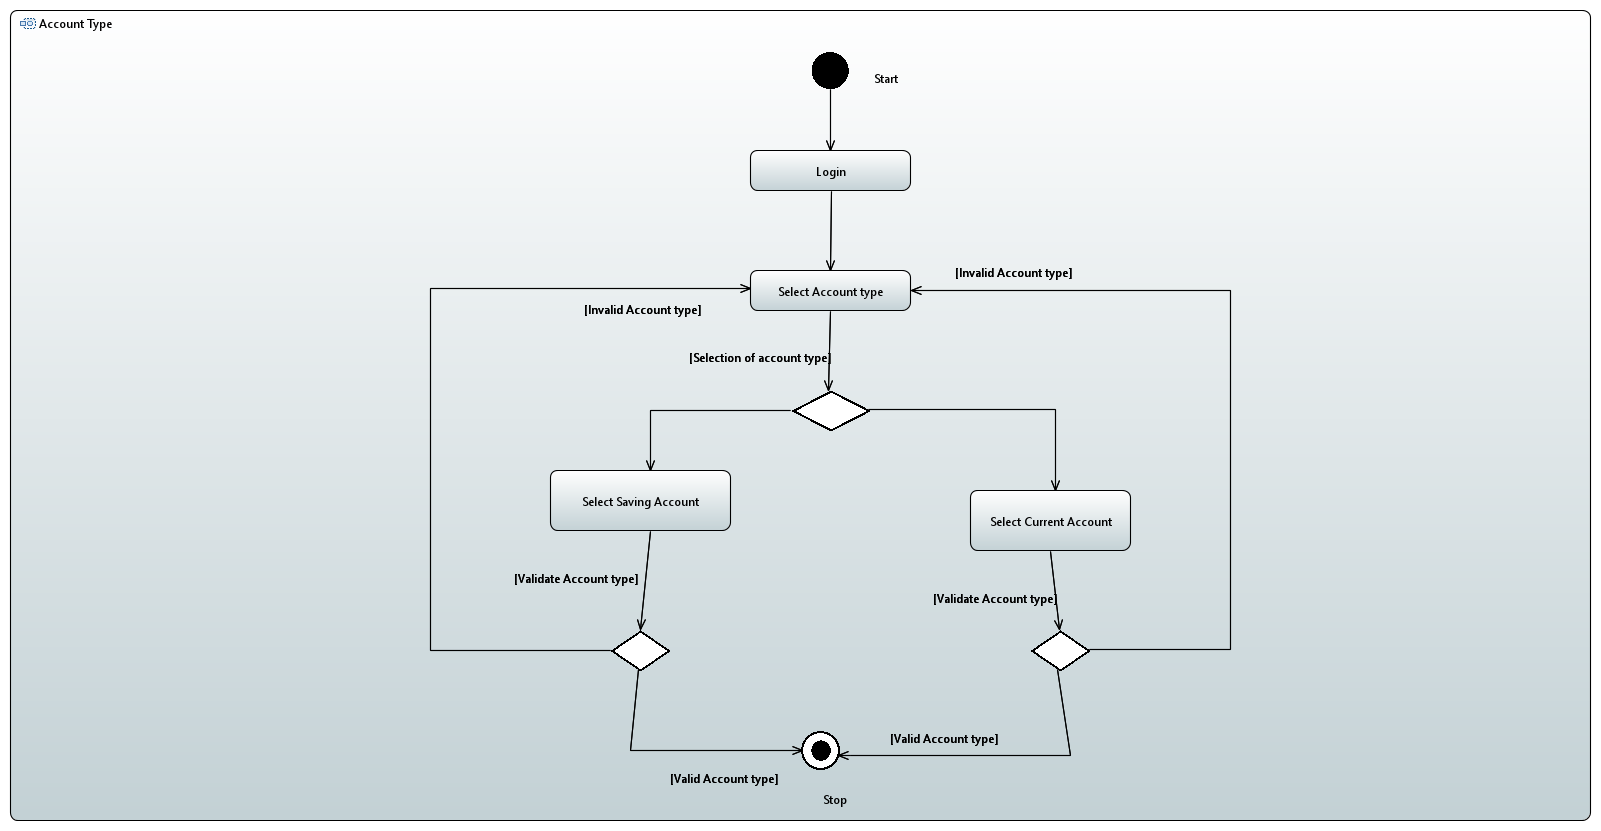 Account Type
Start
Login
[Invalid Account type]
Select Account type
[Invalid Account type]
[Selection of account type]
Select Saving Account
Select Current Account
[Validate Account type]
[Validate Account type]
[Valid Account type]
[Valid Account type]
Stop